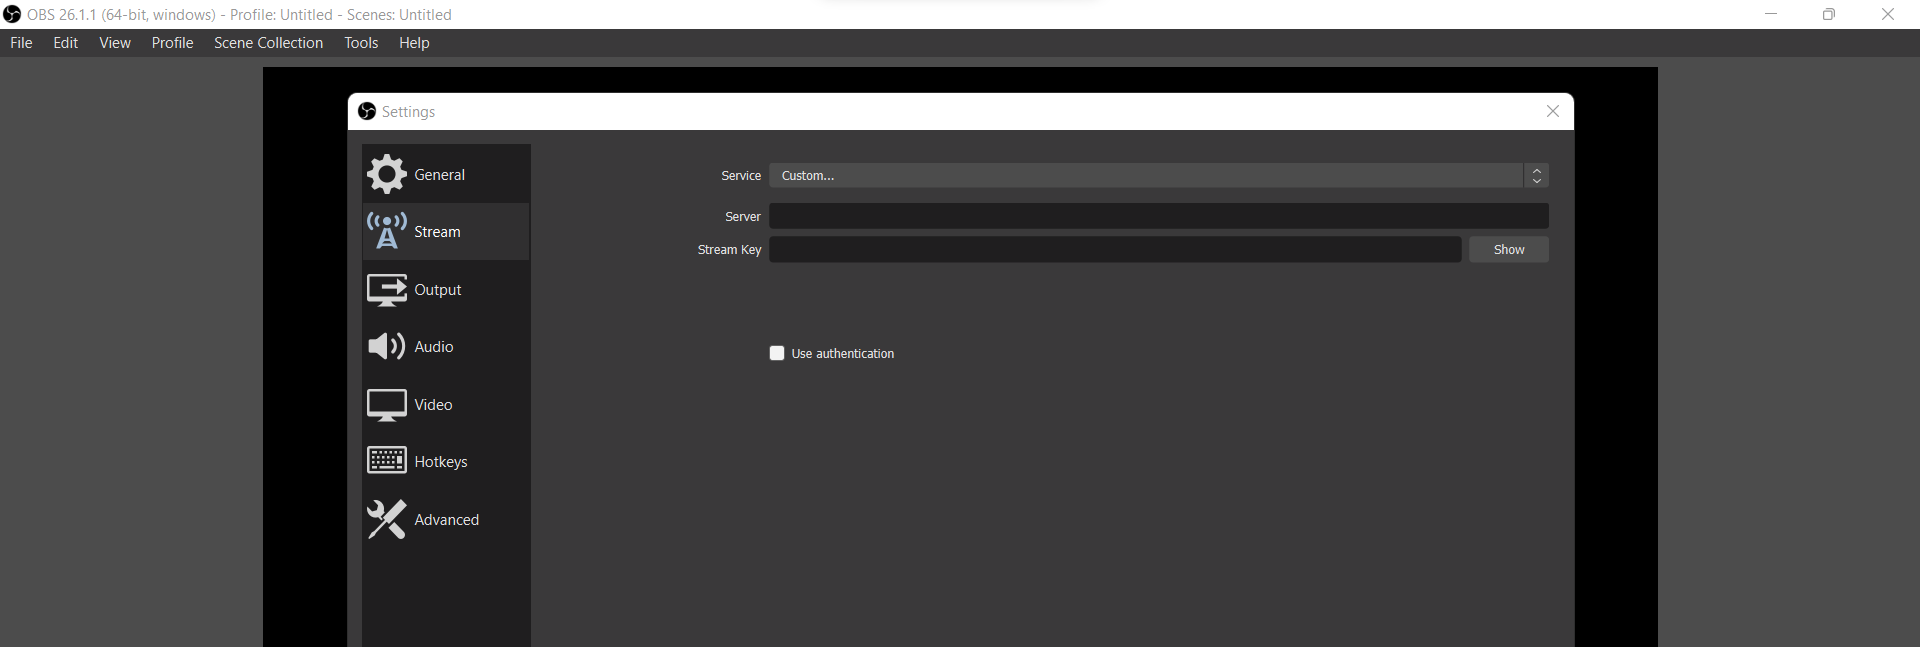 OBS 26.1.1 (64-bit, windows) - Profile: Untitled - Scenes: Untitled
File Edit View Profile Scene Collection Tools Help
Settings
General
Stream
Output
Audio
Video
Hotkeys
Advanced
Service Custom...
Server
Stream Key Show
Use authentication